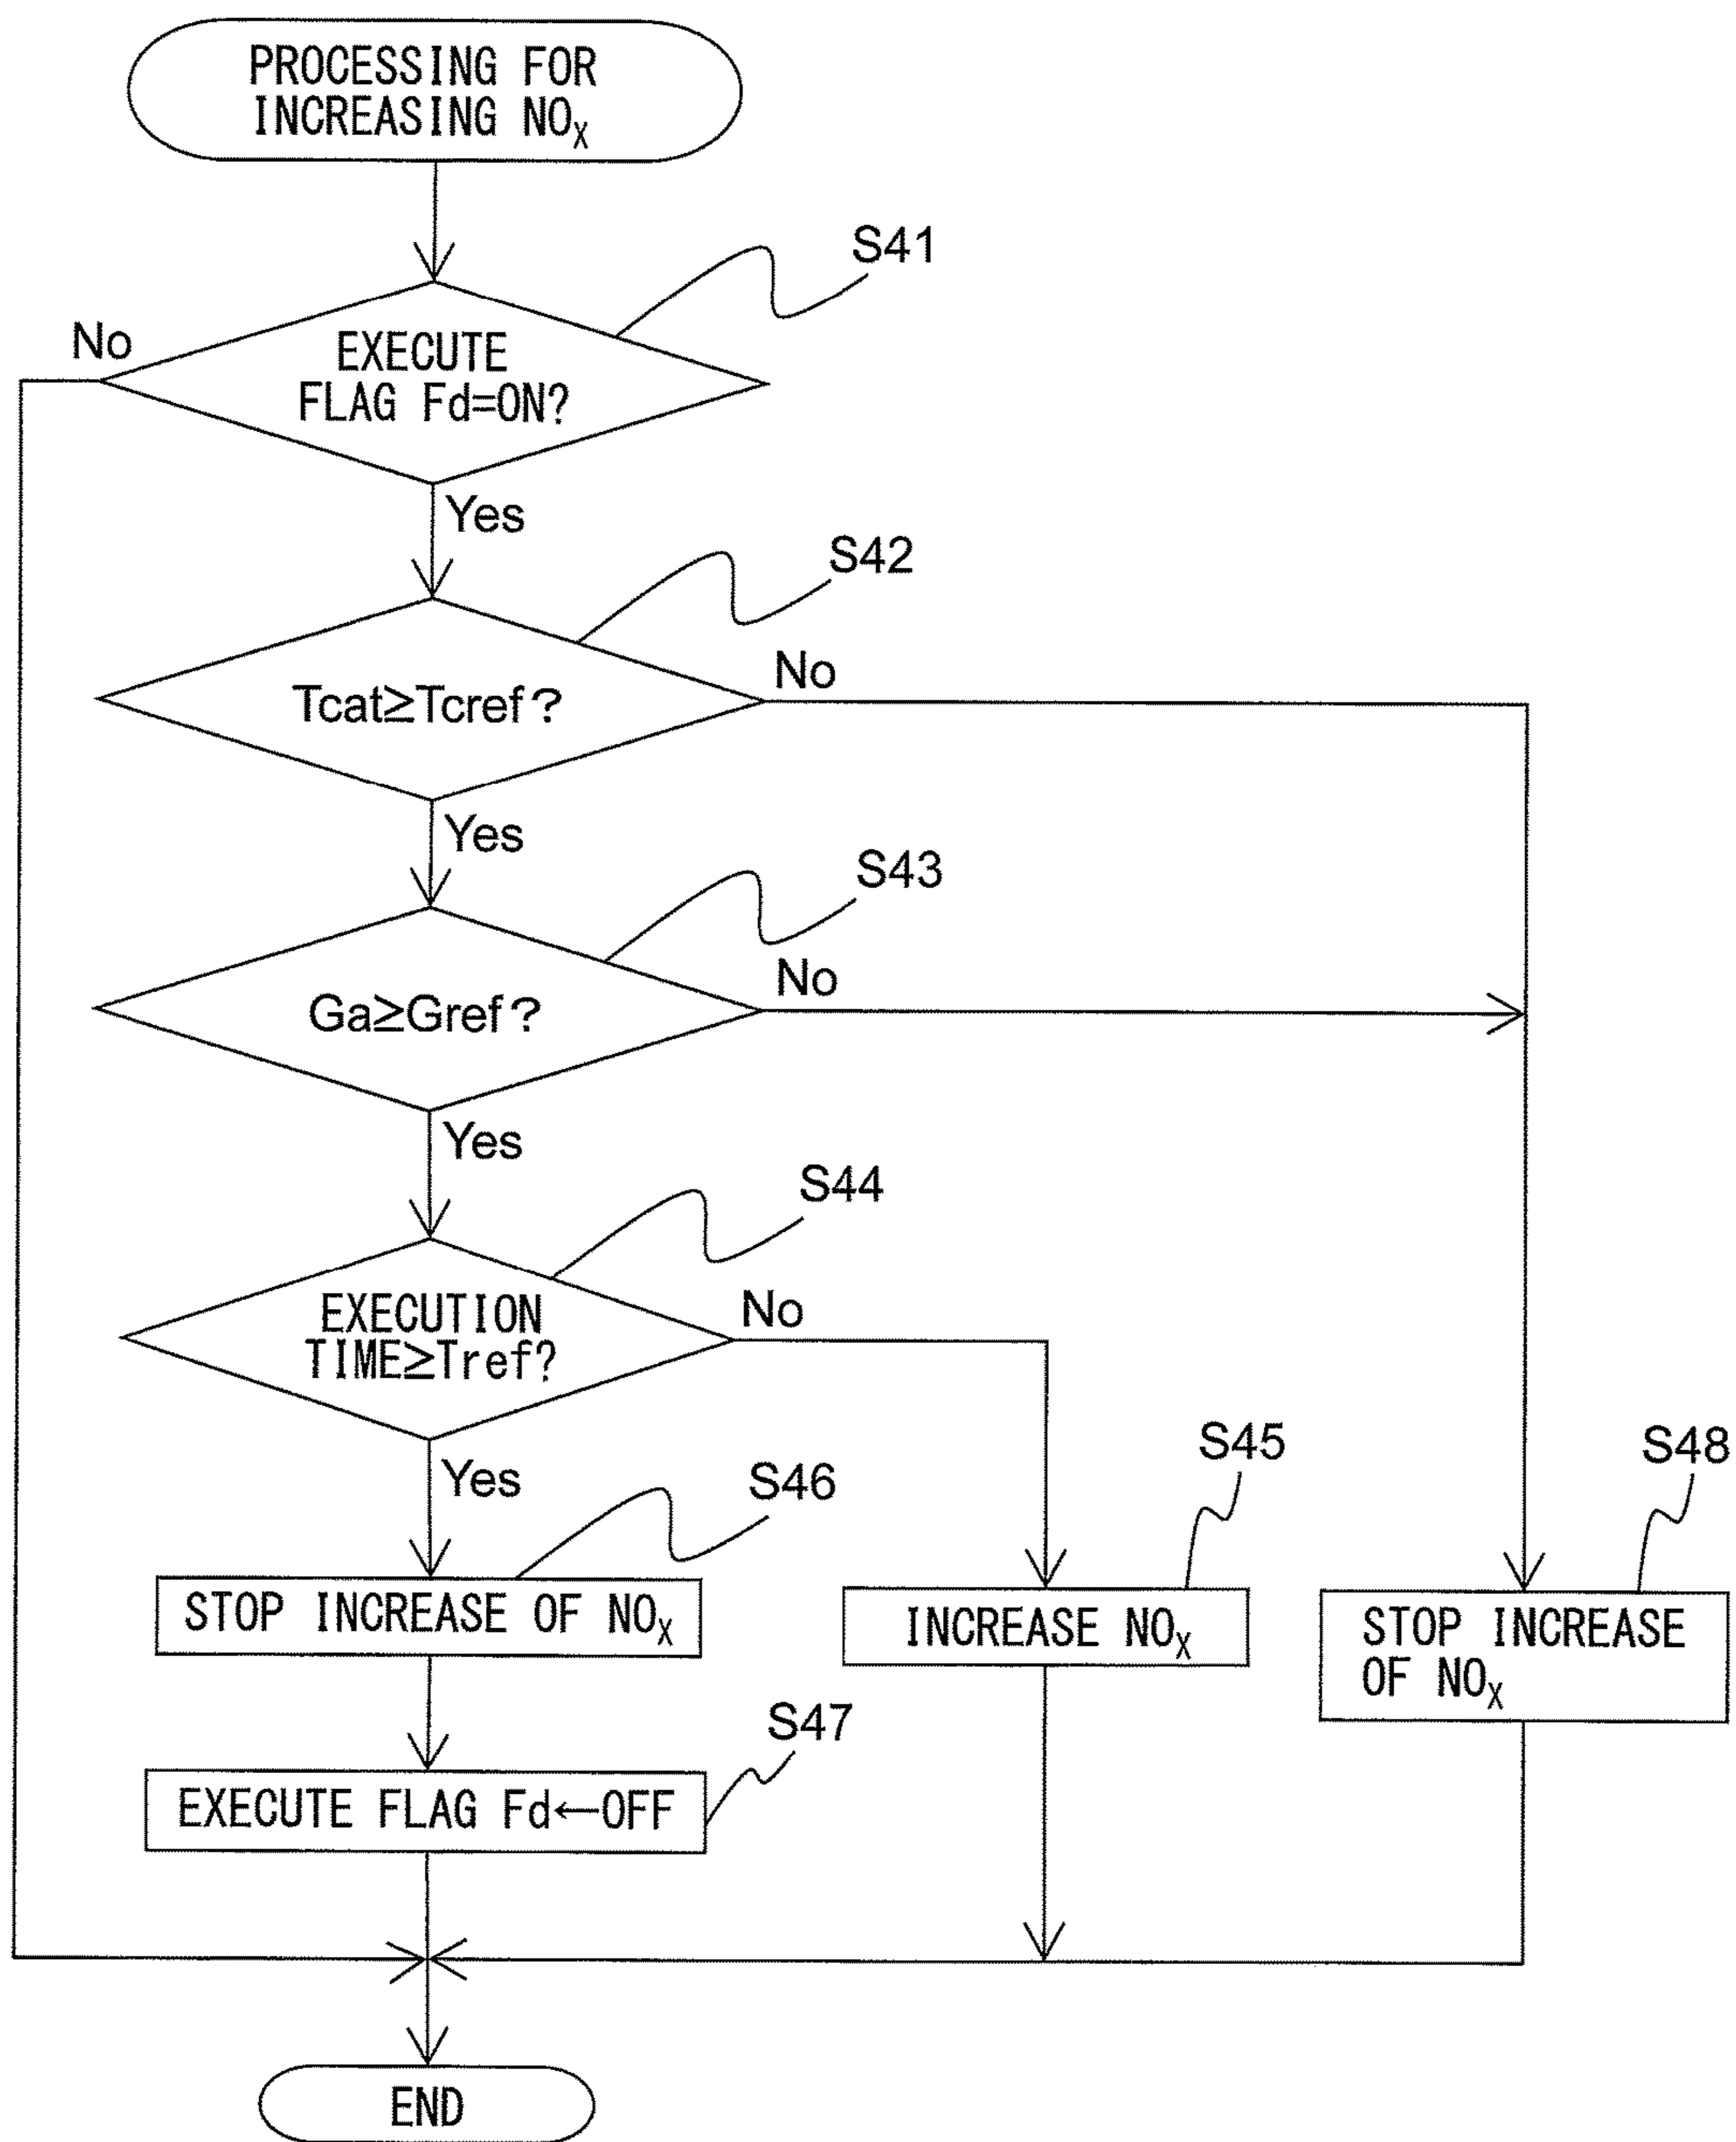 PROCESSING FOR
INCREASING NOX
S41
No
EXECUTE
FLAG Fd=ON?
Yes
S42
No
Tcat≥Tcref?
Yes
S43
No
Ga≥Gref?
Yes
S44
No
EXECUTION
TIME≥Tref?
Yes
S46
S45
S48
STOP INCREASE OF NOX
INCREASE NOX
STOP INCREASE
OF NOX
S47
EXECUTE FLAG Fd←OFF
END